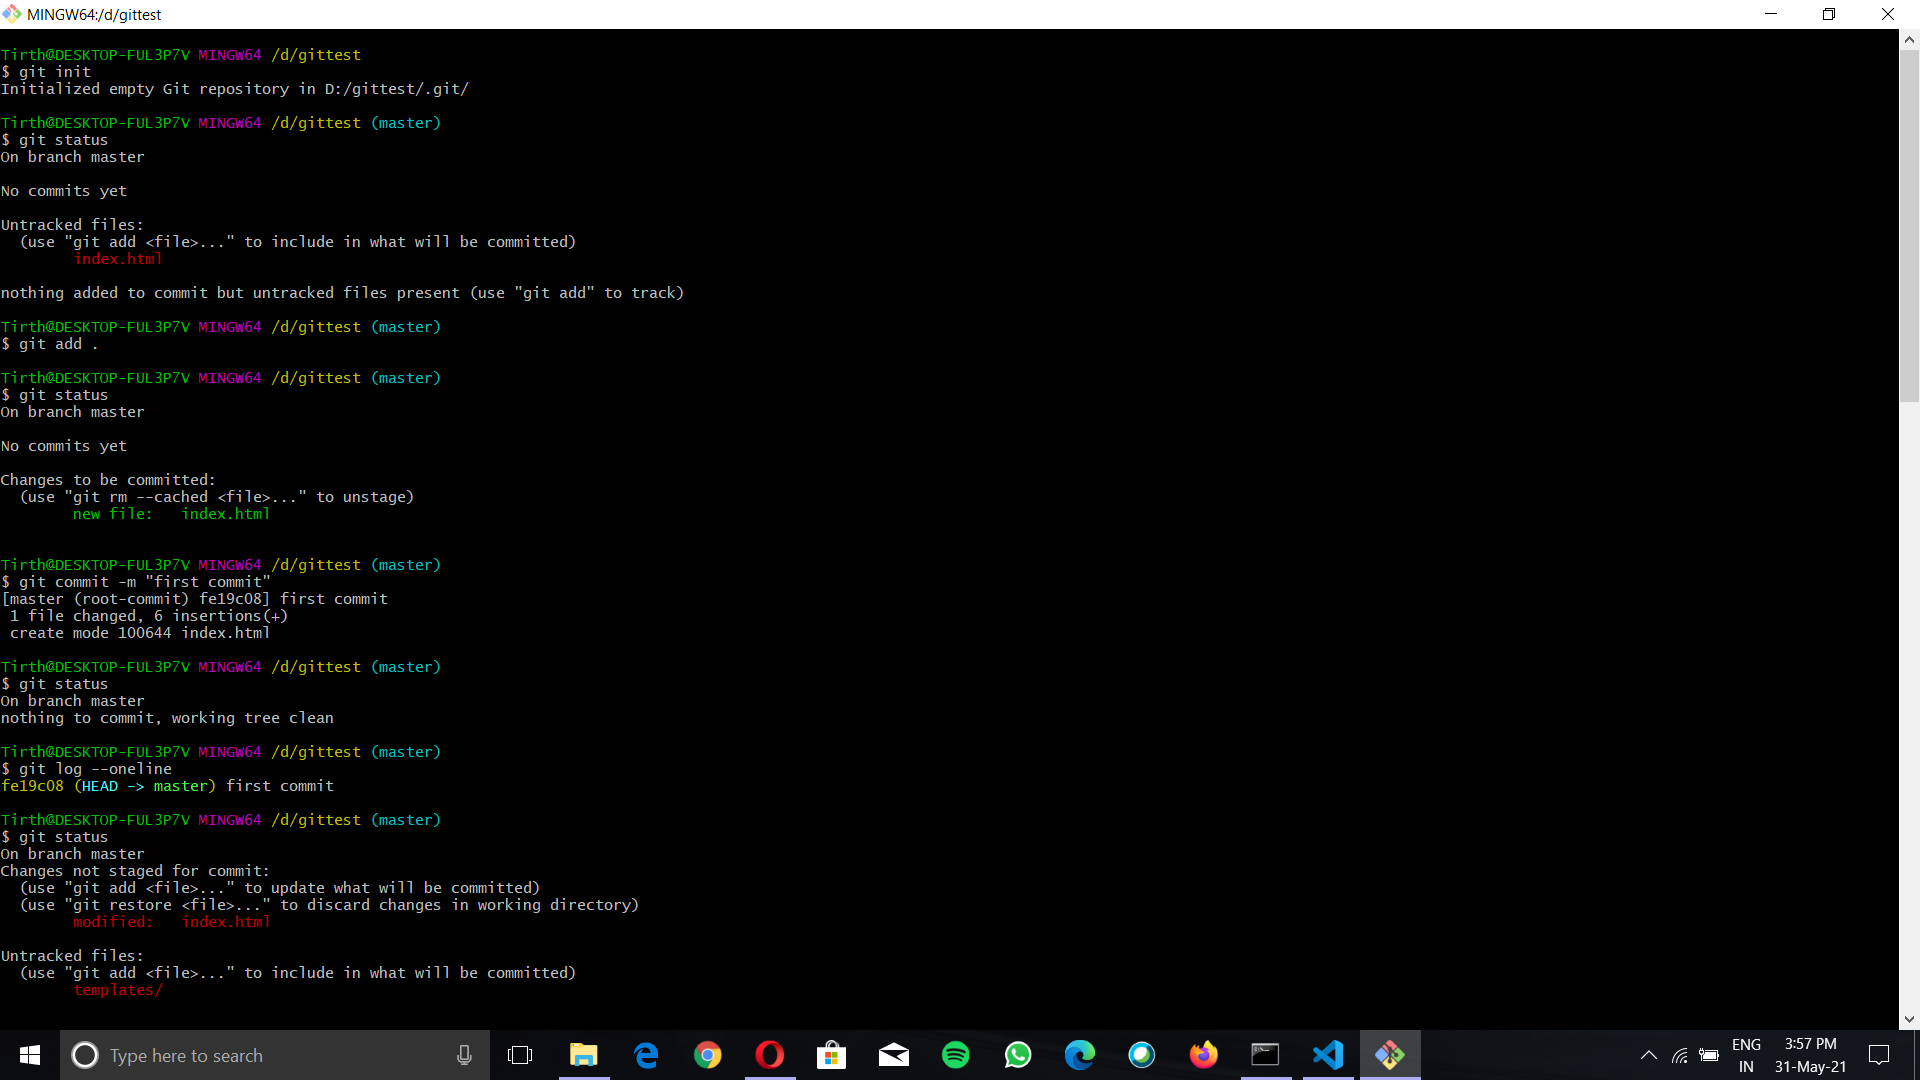 MINGW64:/d/gittest
Tirth@DESKTOP-FUL3P7V MINGW64 /d/gittest
$ git init
Initialized empty Git repository in D:/gittest/.git/
Tirth@DESKTOP-FUL3P7V MINGW64 /d/gittest (master)
$ git status
On branch master
No commits yet
Untracked files:
  (use "git add <file>..." to include in what will be committed)
        index.html
nothing added to commit but untracked files present (use "git add" to track)
Tirth@DESKTOP-FUL3P7V MINGW64 /d/gittest (master)
$ git add .
Tirth@DESKTOP-FUL3P7V MINGW64 /d/gittest (master)
$ git status
On branch master
No commits yet
Changes to be committed:
  (use "git rm --cached <file>..." to unstage)
        new file:   index.html
Tirth@DESKTOP-FUL3P7V MINGW64 /d/gittest (master)
$ git commit -m "first commit"
[master (root-commit) fe19c08] first commit
 1 file changed, 6 insertions(+)
 create mode 100644 index.html
Tirth@DESKTOP-FUL3P7V MINGW64 /d/gittest (master)
$ git status
On branch master
nothing to commit, working tree clean
Tirth@DESKTOP-FUL3P7V MINGW64 /d/gittest (master)
$ git log --oneline
fe19c08 (HEAD -> master) first commit
Tirth@DESKTOP-FUL3P7V MINGW64 /d/gittest (master)
$ git status
On branch master
Changes not staged for commit:
  (use "git add <file>..." to update what will be committed)
  (use "git restore <file>..." to discard changes in working directory)
        modified:   index.html
Untracked files:
  (use "git add <file>..." to include in what will be committed)
        templates/
Type here to search
ENG
IN
3:57 PM
31-May-21